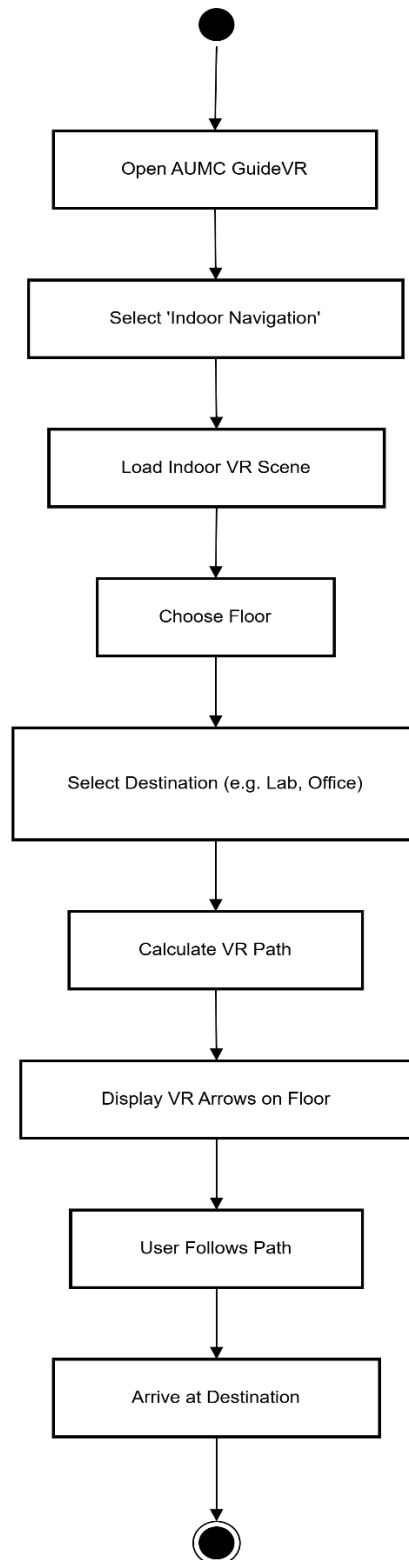 Open AUMC GuideVR
Select 'Indoor Navigation'
Load Indoor VR Scene
Choose Floor
Select Destination (e.g. Lab, Office)
Calculate VR Path
Display VR Arrows on Floor
User Follows Path
Arrive at Destination